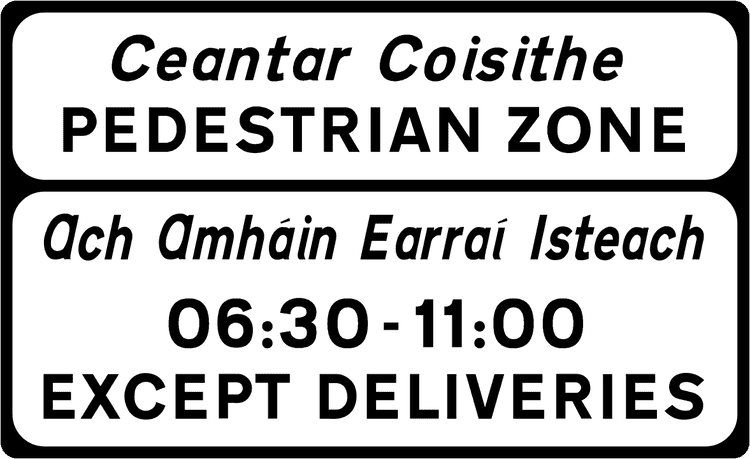 Ceantar Coisithe
PEDESTRIAN ZONE
Ach Amháin Earraí Isteach
06:30 - 11:00
EXCEPT DELIVERIES